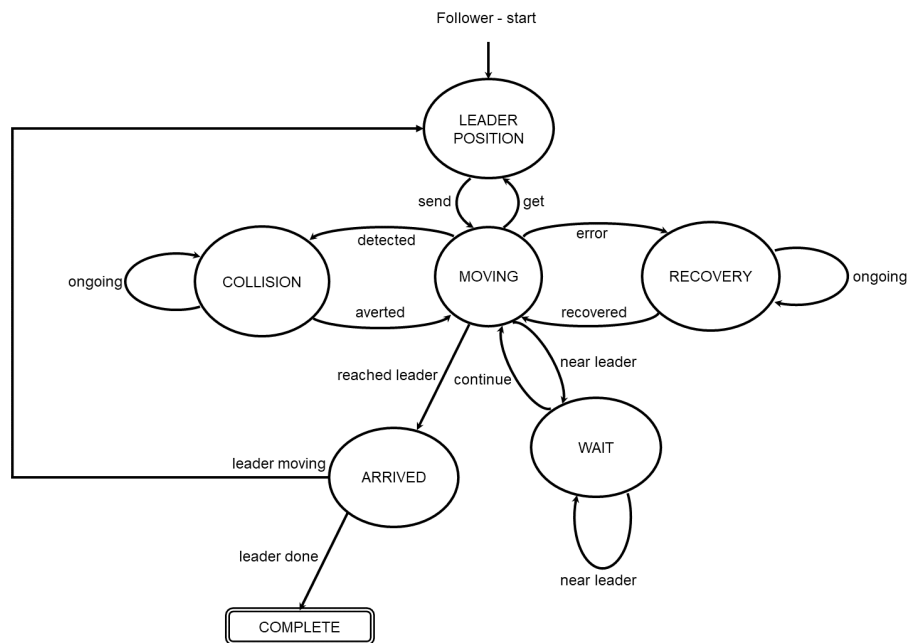 Follower - start
LEADER
POSITION
send
get
detected
error
COLLISION
MOVING
RECOVERY
ongoing
ongoing
averted
recovered
reached leader
continue
near leader
WAIT
leader moving
ARRIVED
leader done
near leader
COMPLETE